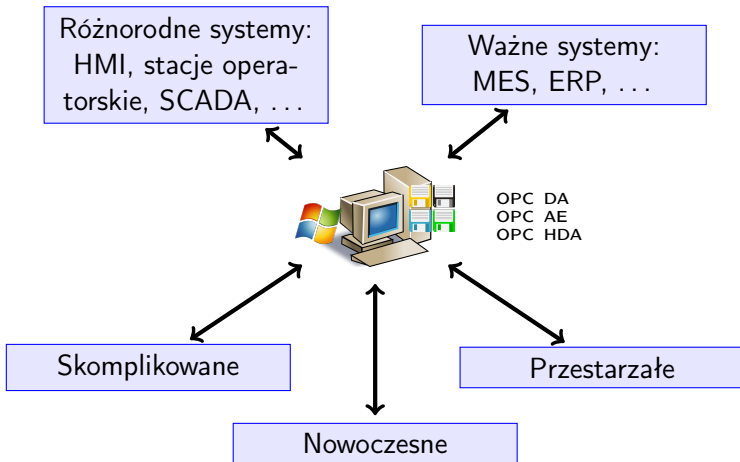 Różnorodne systemy:
HMI, stacje opera-
torskie, SCADA, ...
Ważne systemy:
MES, ERP, ...
OPC DA
OPC AE
OPC HDA
Skomplikowane
Przestarzałe
Nowoczesne